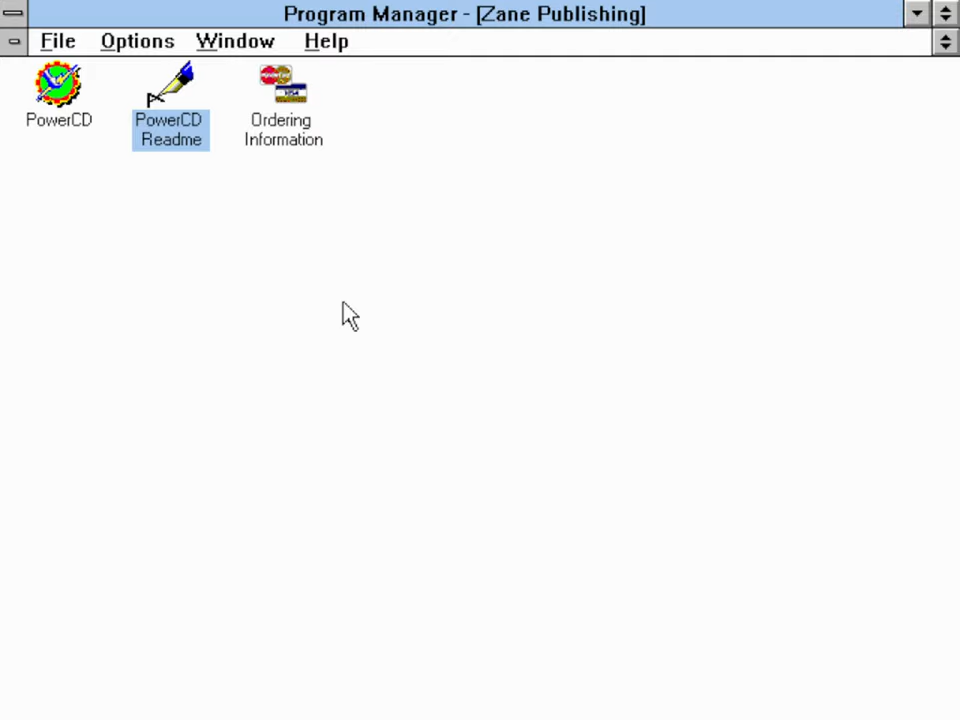 Program Manager - [Zane Publishing]
File Options Window Help
PowerCD
PowerCD
Readme
Ordering
Information